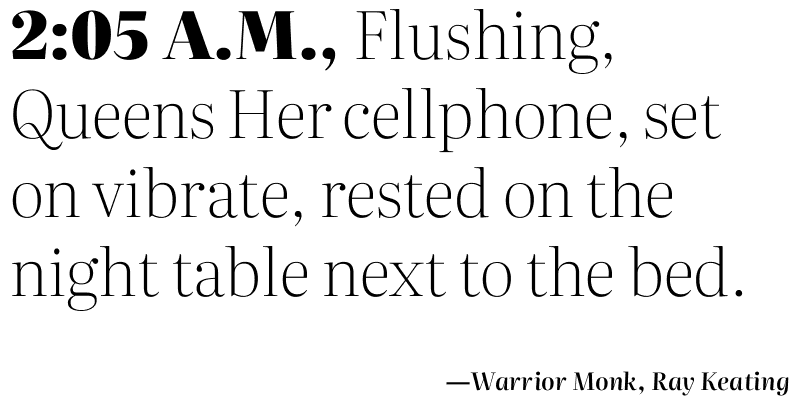 2:05 A.M., Flushing,
Queens Her cellphone, set
on vibrate, rested on the
night table next to the bed.
—Warrior Monk, Ray Keating